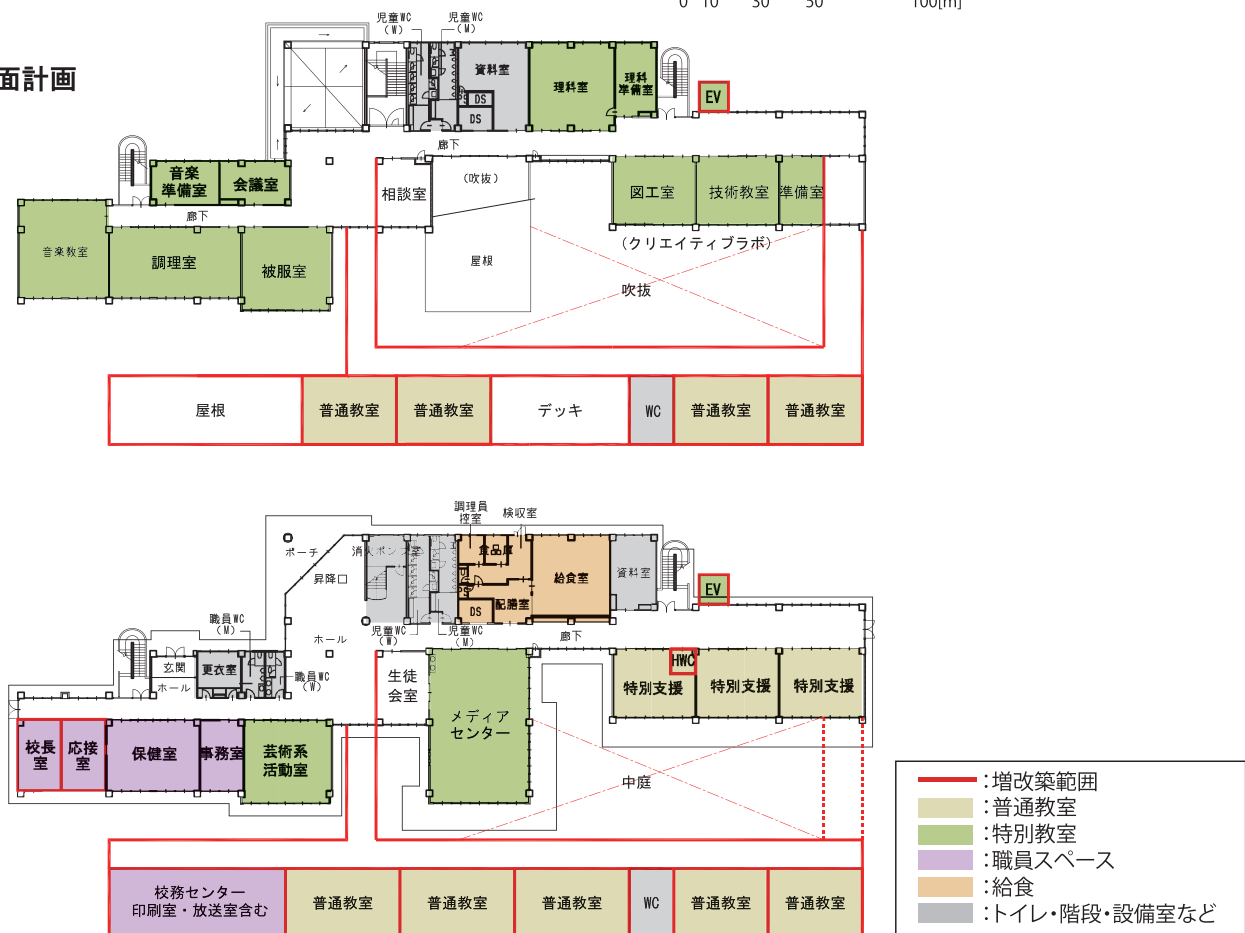 0 10 30 50 100[m]
面計画
児童WC
(W)
児童WC
(M)
資料室
DS
DS
理科室
理科
準備室
EV
廊下
音楽
準備室
会議室
廊下
相談室
(吹抜)
図工室
技術教室
準備室
(クリエイティブラボ)
音楽教室
調理室
被服室
屋根
吹抜
屋根
普通教室
普通教室
デッキ
WC
普通教室
普通教室
調理員
控室
検収室
ポーチ
消火ポンプ室
食品庫
昇降口
給食室
資料室
EV
配膳室
DS
職員WC
(M)
ホール
児童WC
(W)
児童WC
(M)
廊下
玄関
ホール
更衣室
職員WC
(W)
生徒
会室
HWC
特別支援
特別支援
特別支援
メディア
センター
校長
室
応接
室
保健室
事務室
芸術系
活動室
中庭
:増改築範囲
:普通教室
:特別教室
:職員スペース
:給食
:トイレ・階段・設備室など
校務センター
印刷室・放送室含む
普通教室
普通教室
普通教室
WC
普通教室
普通教室